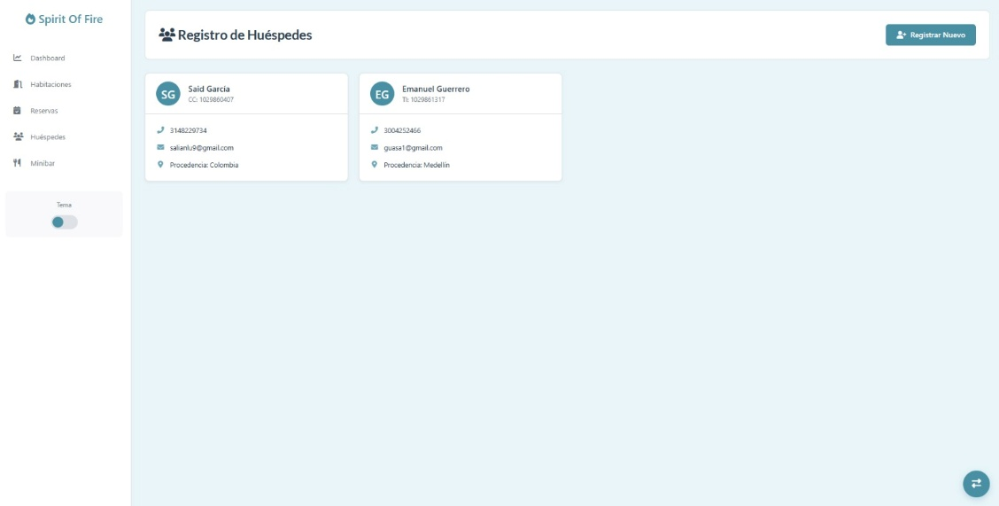 Spirit Of Fire
Dashboard
Habitaciones
Reservas
Huéspedes
Minibar
Tema
Registro de Huéspedes
Registrar Nuevo
SG
Said Garcia
CC: 1029860407
3148229734
salianlu9@gmail.com
Procedencia: Colombia
EG
Emanuel Guerrero
TI: 1029861317
3004252466
guasa1@gmail.com
Procedencia: Medellín